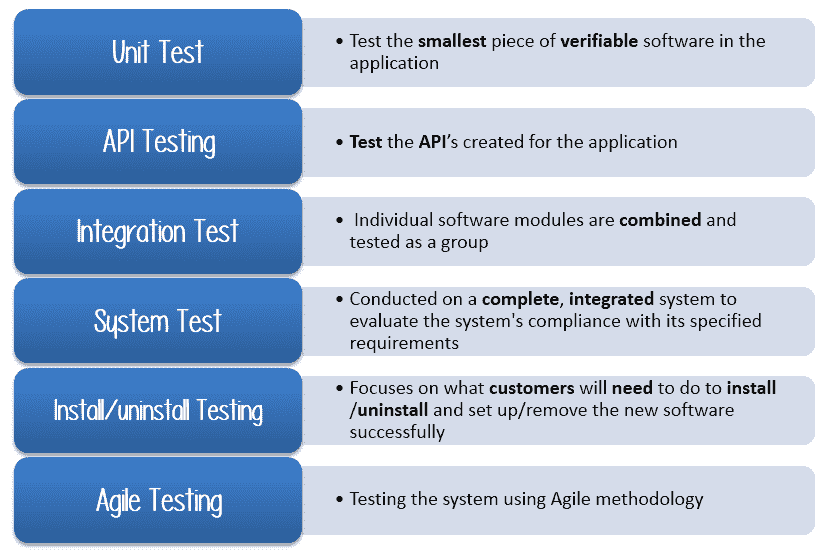 Unit Test
• Test the smallest piece of verifiable software in the
application
API Testing
• Test the API’s created for the application
Integration Test
• Individual software modules are combined and
tested as a group
System Test
• Conducted on a complete, integrated system to
evaluate the system's compliance with its specified
requirements
Install/uninstall Testing
• Focuses on what customers will need to do to install
/uninstall and set up/remove the new software
successfully
Agile Testing
• Testing the system using Agile methodology